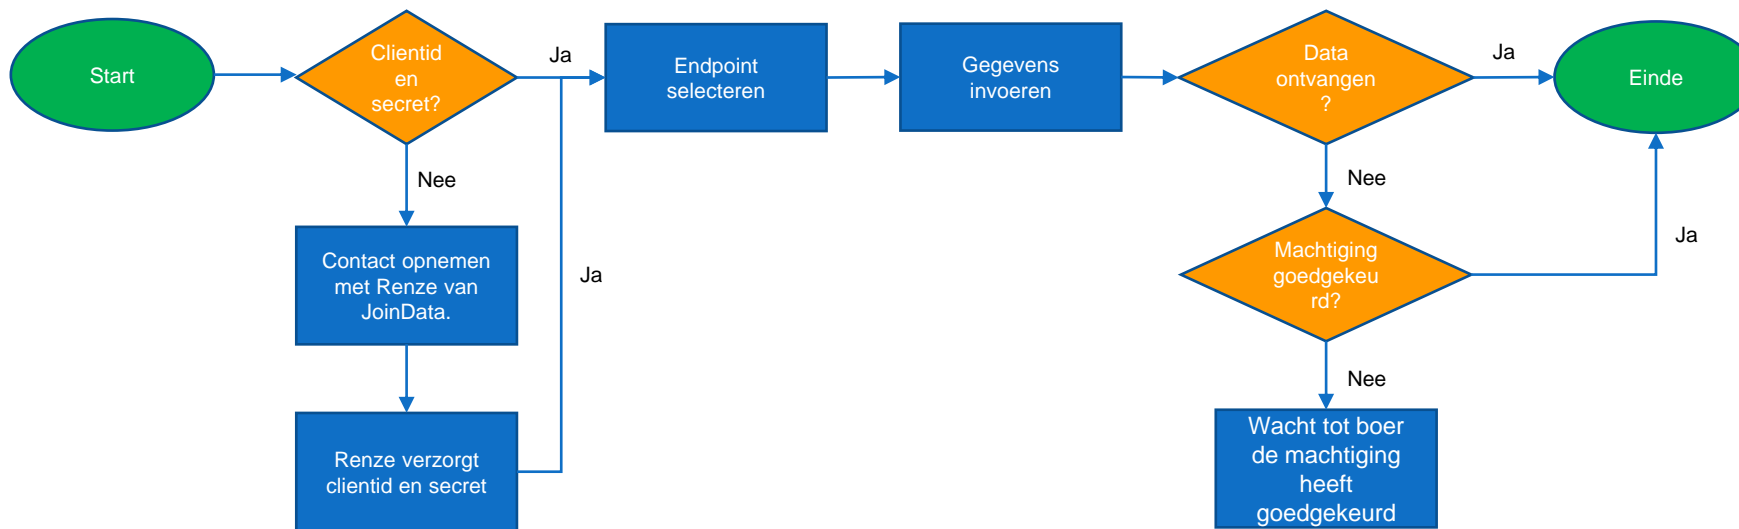 Start
Clientid
en
secret?
Ja
Endpoint
selecteren
Gegevens
invoeren
Data
ontvangen
?
Ja
Einde
Nee
Nee
Contact opnemen
met Renze van
JoinData.
Ja
Machtiging
goedgekeu
rd?
Ja
Nee
Renze verzorgt
clientid en secret
Wacht tot boer
de machtiging
heeft
goedgekeurd